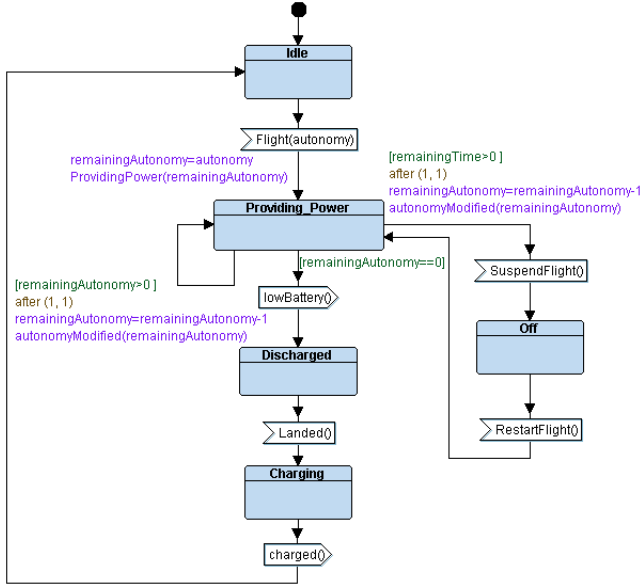 Idle
Flight(autonomy)
remainingAutonomy=autonomy
ProvidingPower(remainingAutonomy)
[remainingTime>0 ]
after (1, 1)
remainingAutonomy=remainingAutonomy-1
autonomyModified(remainingAutonomy)
Providing_Power
[remainingAutonomy==0]
SuspendFlight()
[remainingAutonomy>0 ]
after (1, 1)
remainingAutonomy=remainingAutonomy-1
autonomyModified(remainingAutonomy)
lowBattery()
Off
Discharged
Landed()
RestartFlight()
Charging
charged()